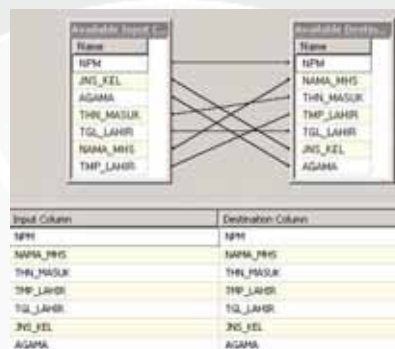 Available Input C...
Name
NPM
JNS_KEL
AGAMA
THN_MASUK
TGL_LAHIR
NAMA_MHS
TMP_LAHIR
Available Destin...
Name
NPM
NAMA_MHS
THN_MASUK
TMP_LAHIR
TGL_LAHIR
JNS_KEL
AGAMA
Input Column Destination Column
NPM NPM
NAMA_MHS NAMA_MHS
THN_MASUK THN_MASUK
TMP_LAHIR TMP_LAHIR
TGL_LAHIR TGL_LAHIR
JNS_KEL JNS_KEL
AGAMA AGAMA